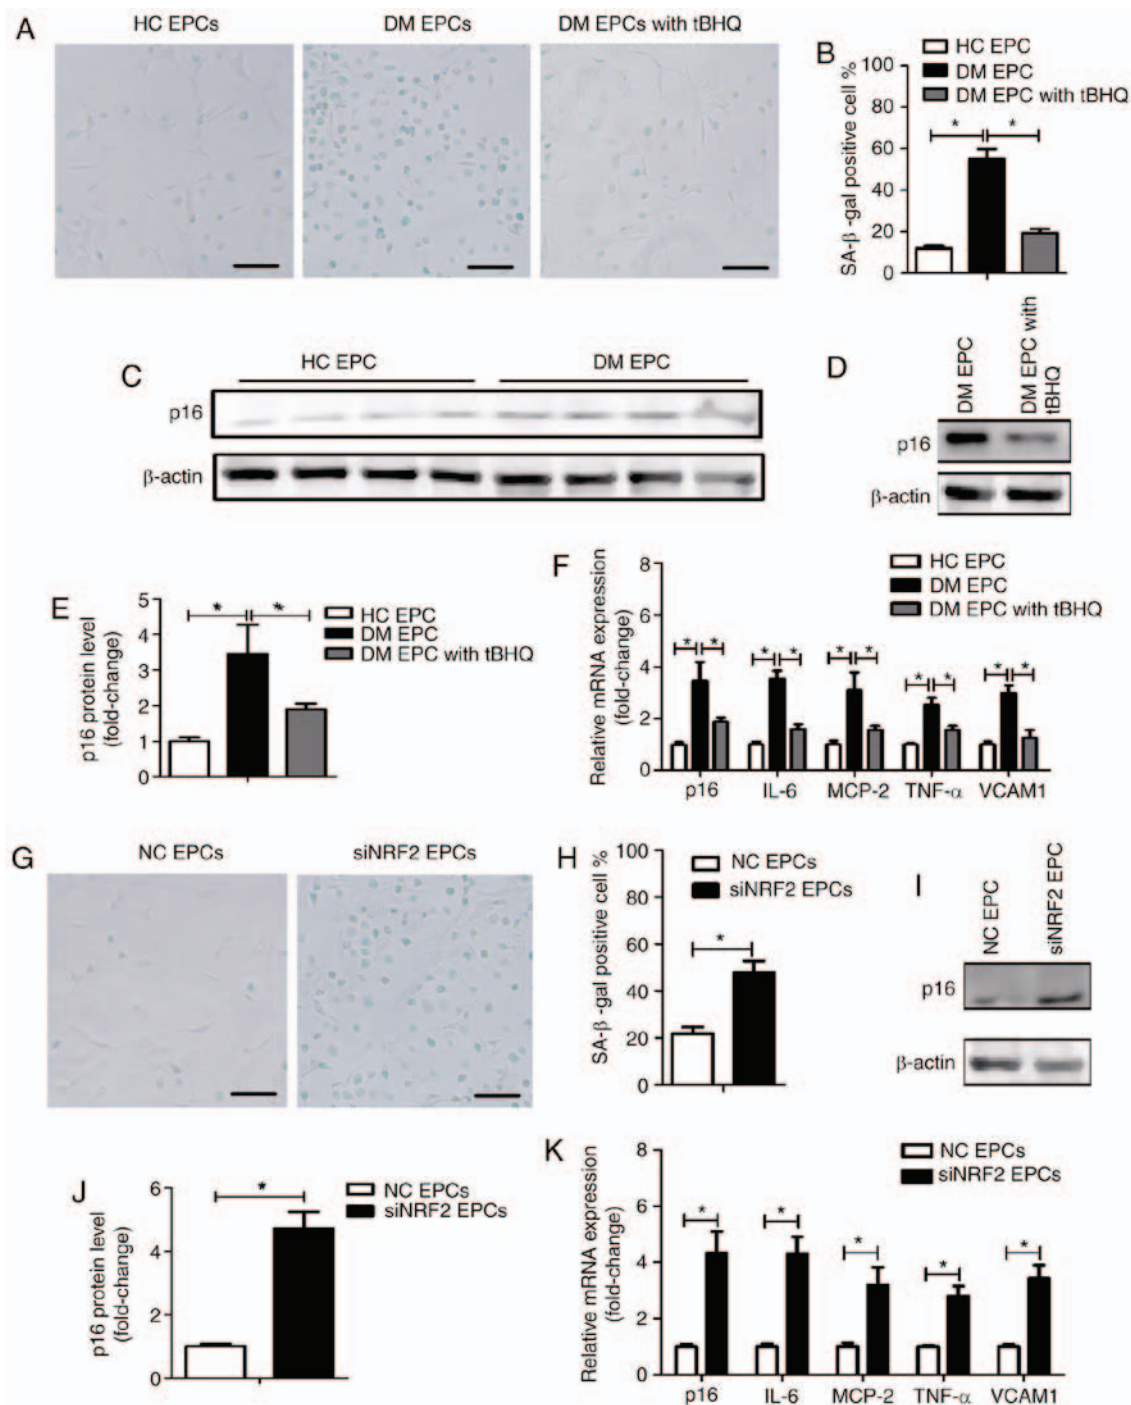 A
HC EPCs
DM EPCs
DM EPCs with tBHQ
B
SA-β -gal positive cell %
100
80
60
40
20
0
HC EPC
DM EPC
DM EPC with tBHQ
*
*
C
HC EPC
DM EPC
p16
β-actin
D
DM EPC
DM EPC with
tBHQ
p16
β-actin
E
p16 protein level
(fold-change)
5
4
3
2
1
0
*
*
HC EPC
DM EPC
DM EPC with tBHQ
F
Relative mRNA expression
(fold-change)
8
6
4
2
0
HC EPC
DM EPC
DM EPC with tBHQ
* *
* *
* *
* *
* *
p16
IL-6
MCP-2
TNF-α
VCAM1
G
NC EPCs
siNRF2 EPCs
H
SA-β -gal positive cell %
100
80
60
40
20
0
NC EPCs
siNRF2 EPCs
*
I
NC EPC
siNRF2 EPC
p16
β-actin
J
p16 protein level
(fold-change)
6
4
2
0
*
NC EPCs
siNRF2 EPCs
K
Relative mRNA expression
(fold-change)
8
6
4
2
0
NC EPCs
siNRF2 EPCs
*
*
*
*
*
p16
IL-6
MCP-2
TNF-α
VCAM1